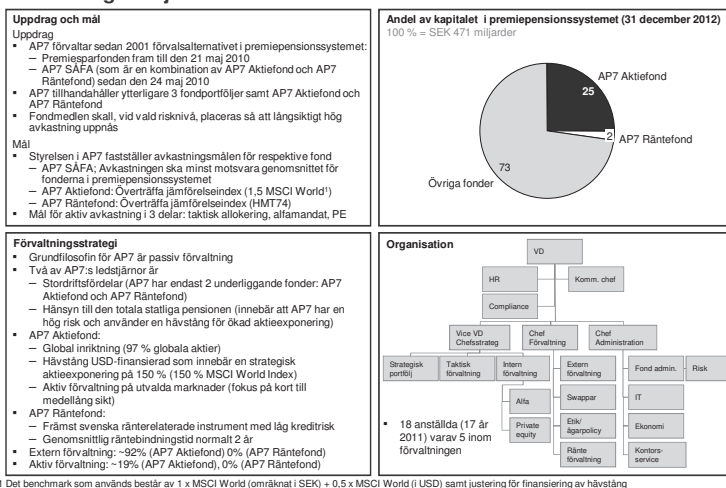 Uppdrag och mål
Uppdrag
▪ AP7 förvaltar sedan 2001 förvalsalternativet i premiepensionssystemet:
– Premiesparfonden fram till den 21 maj 2010
– AP7 SÅFA (som är en kombination av AP7 Aktiefond och AP7
Räntefond) sedan den 24 maj 2010
▪ AP7 tillhandahåller ytterligare 3 fondportföljer samt AP7 Aktiefond och
AP7 Räntefond
▪ Fondmedlen skall, vid vald risknivå, placeras så att långsiktigt hög
avkastning uppnås
Mål
▪ Styrelsen i AP7 fastställer avkastningsmålen för respektive fond
– AP7 SÅFA; Avkastningen ska minst motsvara genomsnittet för
fonderna i premiepensionssystemet
– AP7 Aktiefond: Överträffa jämförelseindex (1,5 MSCI World¹)
– AP7 Räntefond: Överträffa jämförelseindex (HMT74)
▪ Mål för aktiv avkastning i 3 delar: taktisk allokering, alfamandat, PE
Andel av kapitalet i premiepensionssystemet (31 december 2012)
100 % = SEK 471 miljarder
AP7 Aktiefond
25
2
AP7 Räntefond
73
Övriga fonder
Förvaltningsstrategi
▪ Grundfilosofin för AP7 är passiv förvaltning
▪ Två av AP7:s ledstjärnor är
– Stordriftsfördelar (AP7 har endast 2 underliggande fonder: AP7
Aktiefond och AP7 Räntefond)
– Hänsyn till den totala statliga pensionen (innebär att AP7 har en
hög risk och använder en hävstång för ökad aktieexponering)
▪ AP7 Aktiefond:
– Global inriktning (97 % globala aktier)
– Hävstång USD-finansierad som innebär en strategisk
aktieexponering på 150 % (150 % MSCI World Index)
– Aktiv förvaltning på utvalda marknader (fokus på kort till
medellång sikt)
▪ AP7 Räntefond:
– Främst svenska ränterelaterade instrument med låg kreditrisk
– Genomsnittlig räntebindningstid normalt 2 år
▪ Extern förvaltning: ~92% (AP7 Aktiefond) 0% (AP7 Räntefond)
▪ Aktiv förvaltning: ~19% (AP7 Aktiefond), 0% (AP7 Räntefond)
Organisation
VD
HR
Komm. chef
Compliance
Vice VD
Chefsstrateg
Chef
Förvaltning
Chef
Administration
Strategisk
portfölj
Taktisk
förvaltning
Intern
förvaltning
Extern
förvaltning
Fond admin.
Risk
Alfa
Swappar
IT
Private
equity
Etik/
ägarpolicy
Ekonomi
Ränte
förvaltning
Kontors-
service
▪ 18 anställda (17 år
2011) varav 5 inom
förvaltningen
1 Det benchmark som används består av 1 x MSCI World (omräknat i SEK) + 0,5 x MSCI World (i USD) samt justering för finansiering av hävstång